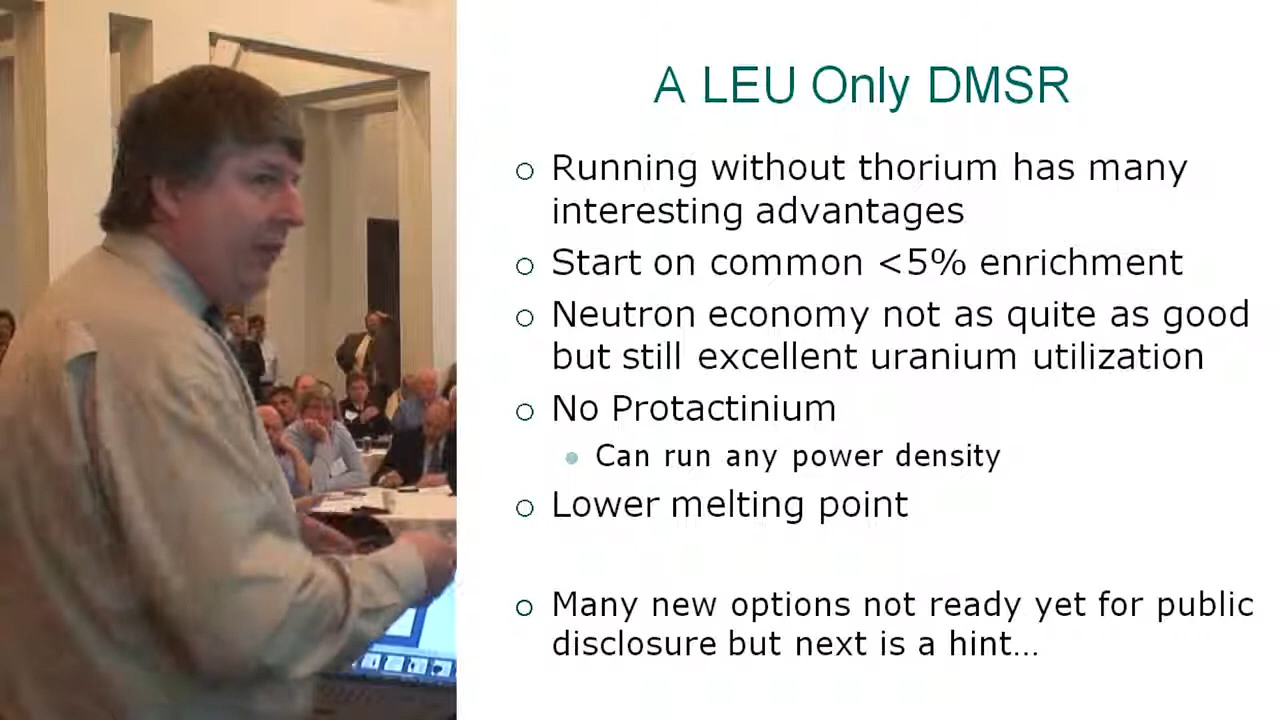 A LEU Only DMSR
Running without thorium has many
interesting advantages
Start on common <5% enrichment
Neutron economy not as quite as good
but still excellent uranium utilization
No Protactinium
Can run any power density
Lower melting point
Many new options not ready yet for public
disclosure but next is a hint…